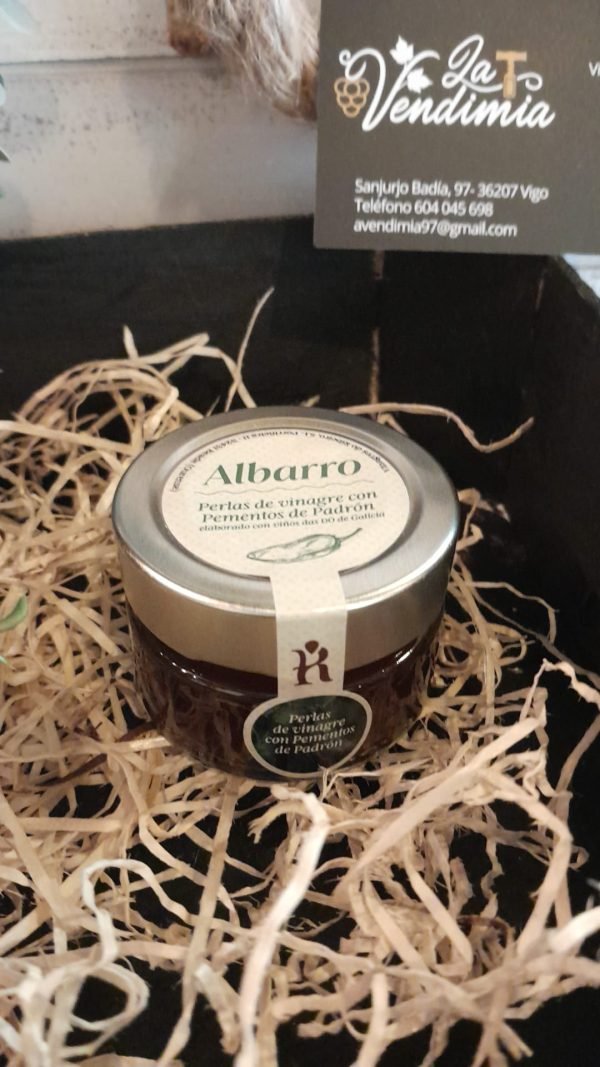 La
Vendimia
Sanjurjo Badía, 97- 36207 Vigo
Teléfono 604 045 698
avendimia97@gmail.com
Albarro
Perlas de vinagre con
Pementos de Padrón
elaborado con viños das DO de Galicia
Perlas
de vinagre
con Pementos
de Padrón